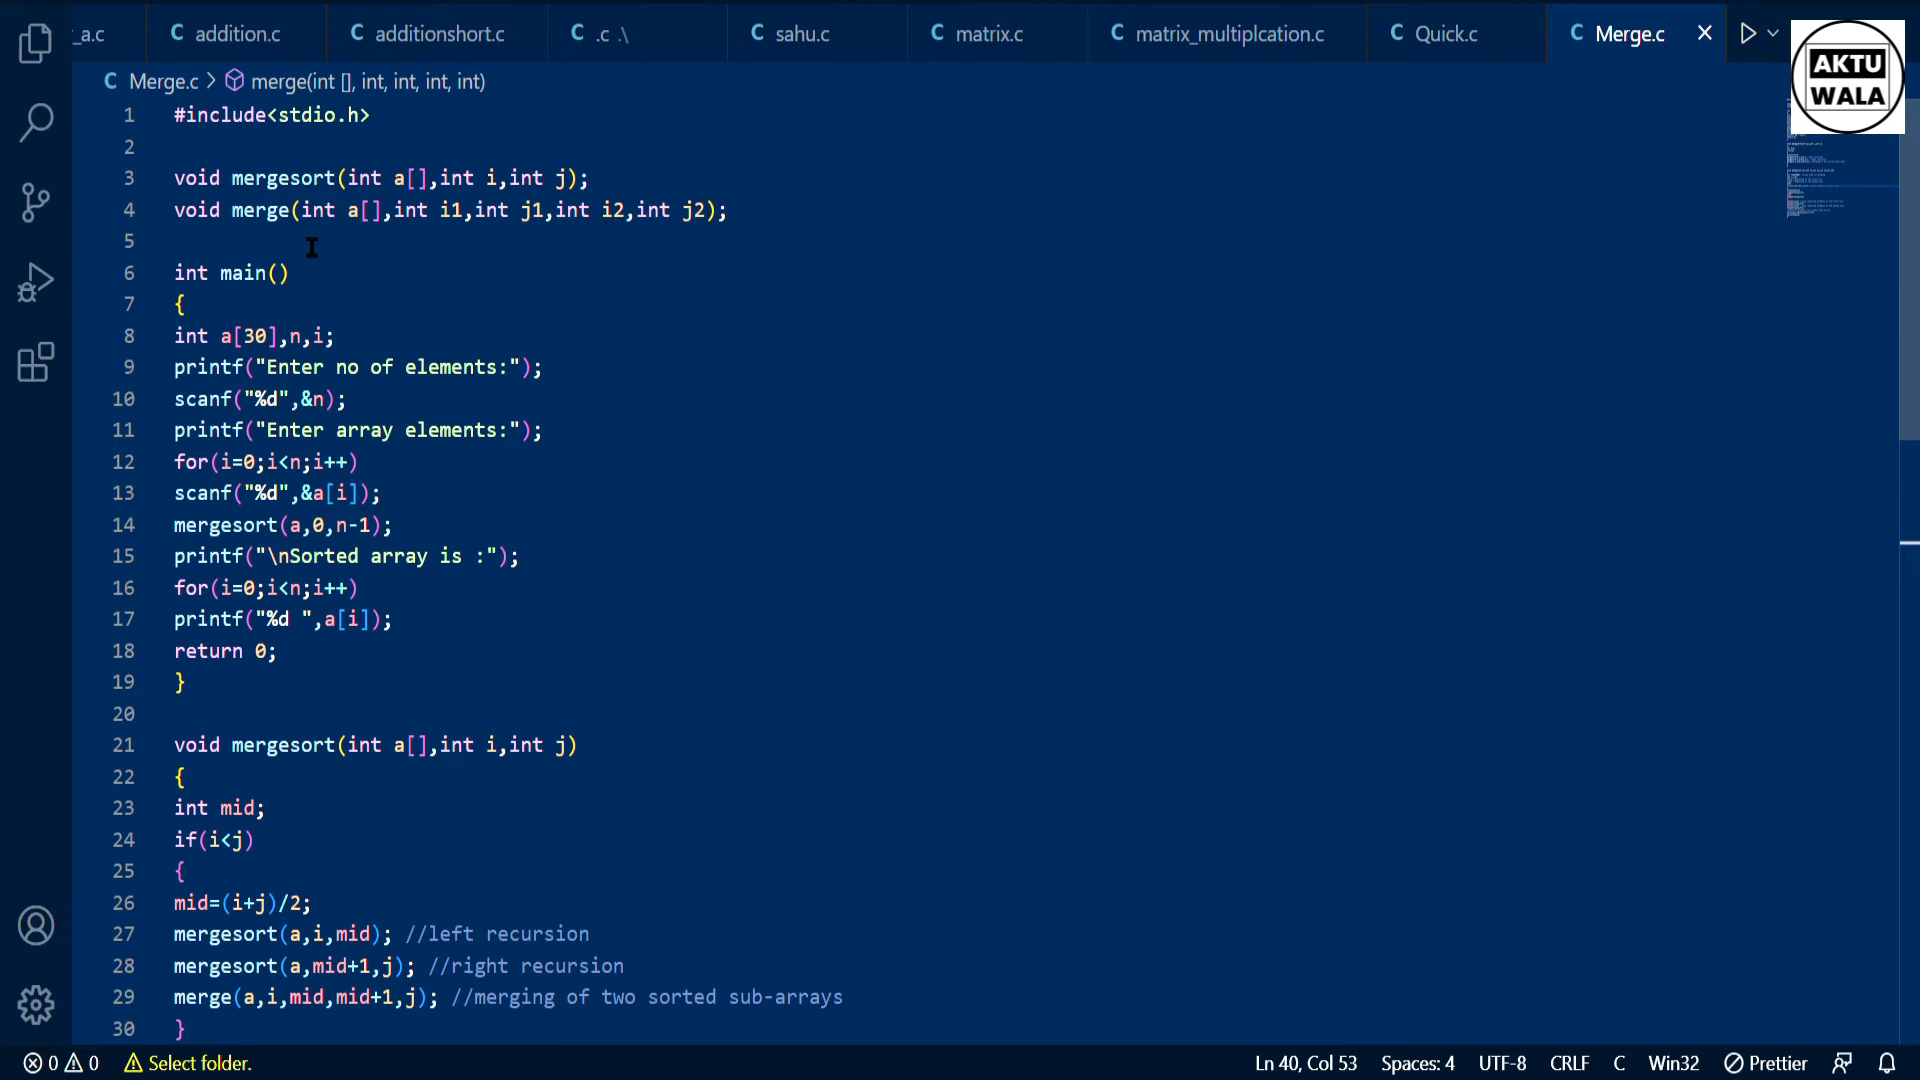 _a.c
addition.c
additionshort.c
.c .\
sahu.c
matrix.c
matrix_multiplcation.c
Quick.c
Merge.c
AKTU
WALA
Merge.c > merge(int [], int, int, int, int)
1 #include<stdio.h>
2
3 void mergesort(int a[],int i,int j);
4 void merge(int a[],int i1,int j1,int i2,int j2);
5
6 int main()
7 {
8 int a[30],n,i;
9 printf("Enter no of elements:");
10 scanf("%d",&n);
11 printf("Enter array elements:");
12 for(i=0;i<n;i++)
13 scanf("%d",&a[i]);
14 mergesort(a,0,n-1);
15 printf("\nSorted array is :");
16 for(i=0;i<n;i++)
17 printf("%d ",a[i]);
18 return 0;
19 }
20
21 void mergesort(int a[],int i,int j)
22 {
23 int mid;
24 if(i<j)
25 {
26 mid=(i+j)/2;
27 mergesort(a,i,mid); //left recursion
28 mergesort(a,mid+1,j); //right recursion
29 merge(a,i,mid,mid+1,j); //merging of two sorted sub-arrays
30 }
0 0 Select folder. Ln 40, Col 53 Spaces: 4 UTF-8 CRLF C Win32 Prettier